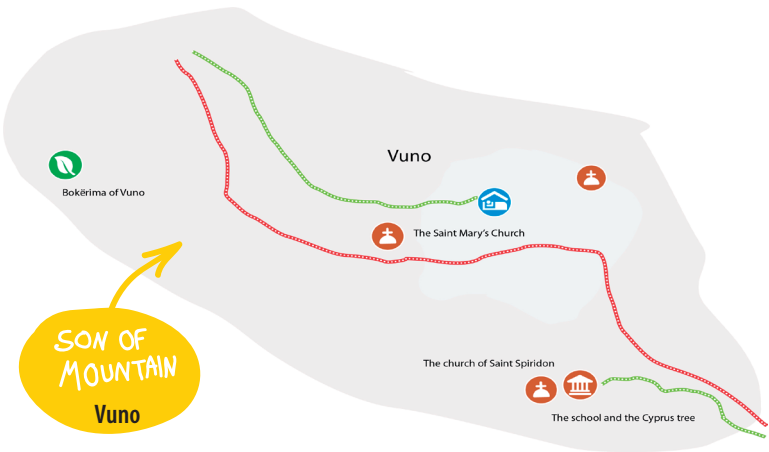 Vuno
Bokërima of Vuno
The Saint Mary's Church
SON OF
MOUNTAIN
Vuno
The church of Saint Spiridon
The school and the Cyprus tree